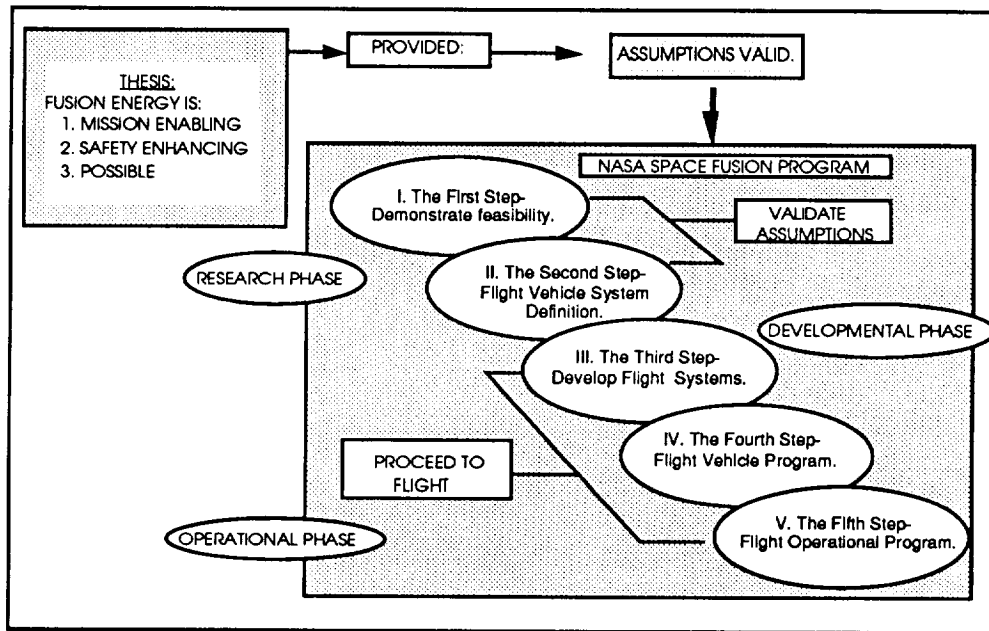 THESIS:
FUSION ENERGY IS:
1. MISSION ENABLING
2. SAFETY ENHANCING
3. POSSIBLE
PROVIDED:
ASSUMPTIONS VALID.
NASA SPACE FUSION PROGRAM
I. The First Step-
Demonstrate feasibility.
VALIDATE
ASSUMPTIONS
RESEARCH PHASE
II. The Second Step-
Flight Vehicle System
Definition.
DEVELOPMENTAL PHASE
III. The Third Step-
Develop Flight Systems.
IV. The Fourth Step-
Flight Vehicle Program.
PROCEED TO
FLIGHT
OPERATIONAL PHASE
V. The Fifth Step-
Flight Operational Program.